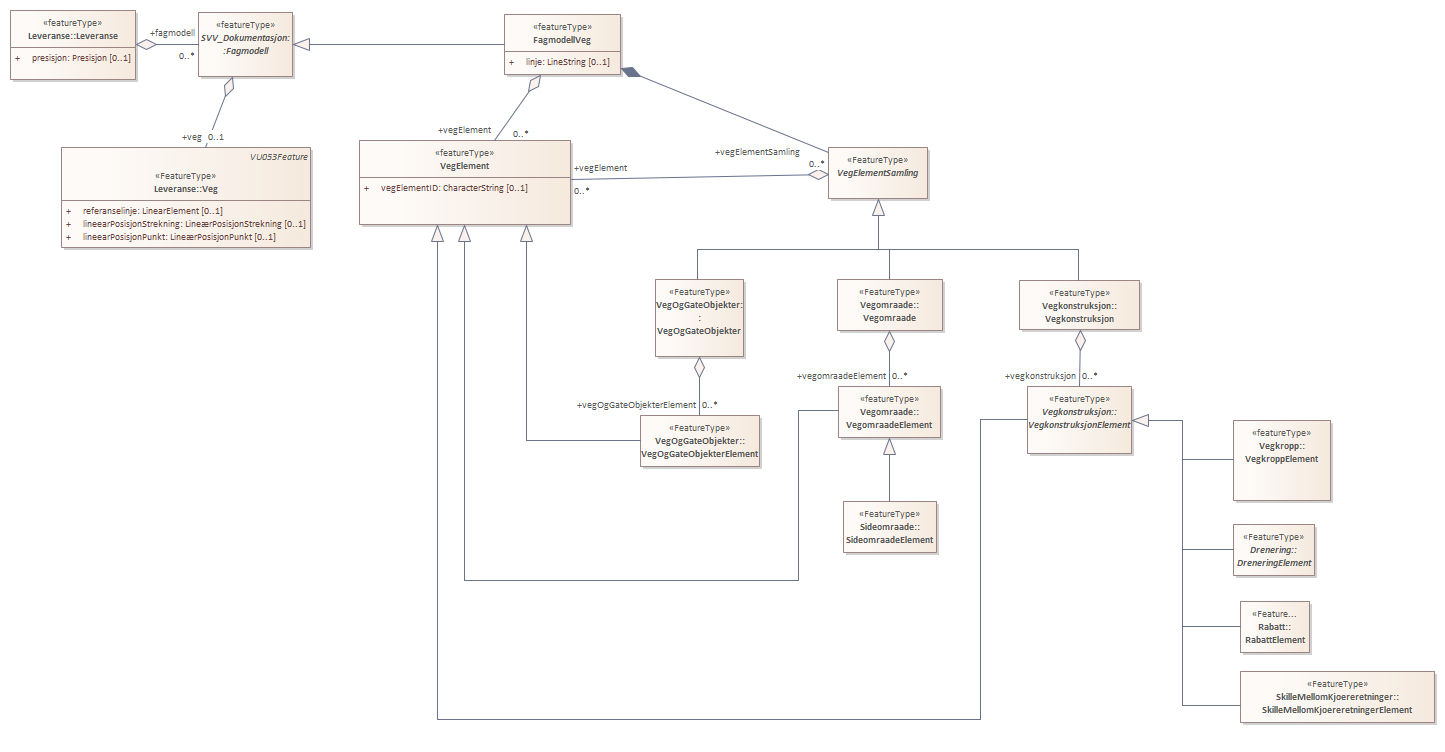 «featureType»
Leveranse::Leveranse
+ presisjon: Presisjon [0..1]
+fagmodell
0..*
«featureType»
SVV_Dokumentasjon:
:Fagmodell
«featureType»
FagmodellVeg
+ linje: LineString [0..1]
+veg 0..1
VU053Feature
«FeatureType»
Leveranse::Veg
+ referanselinje: LinearElement [0..1]
+ lineearPosisjonStrekning: LineærPosisjonStrekning [0..1]
+ lineearPosisjonPunkt: LineærPosisjonPunkt [0..1]
+vegElement
0..*
«featureType»
VegElement
+ vegElementID: CharacterString [0..1]
+vegElement
0..*
+vegElementSamling
0..*
«FeatureType»
VegElementSamling
«FeatureType»
VegOgGateObjekter:
:
VegOgGateObjekter
«FeatureType»
Vegomraade::
Vegomraade
«FeatureType»
Vegkonstruksjon::
Vegkonstruksjon
+vegOgGateObjekterElement 0..*
+vegomraadeElement 0..*
+vegkonstruksjon 0..*
«FeatureType»
VegOgGateObjekter::
VegOgGateObjekterElement
«featureType»
Vegomraade::
VegomraadeElement
«FeatureType»
Vegkonstruksjon::
VegkonstruksjonElement
«FeatureType»
Sideomraade::
SideomraadeElement
«featureType»
Vegkropp::
VegkroppElement
«FeatureType»
Drenering::
DreneringElement
«Feature...
Rabatt::
RabattElement
«FeatureType»
SkilleMellomKjoereretninger::
SkilleMellomKjoereretningerElement